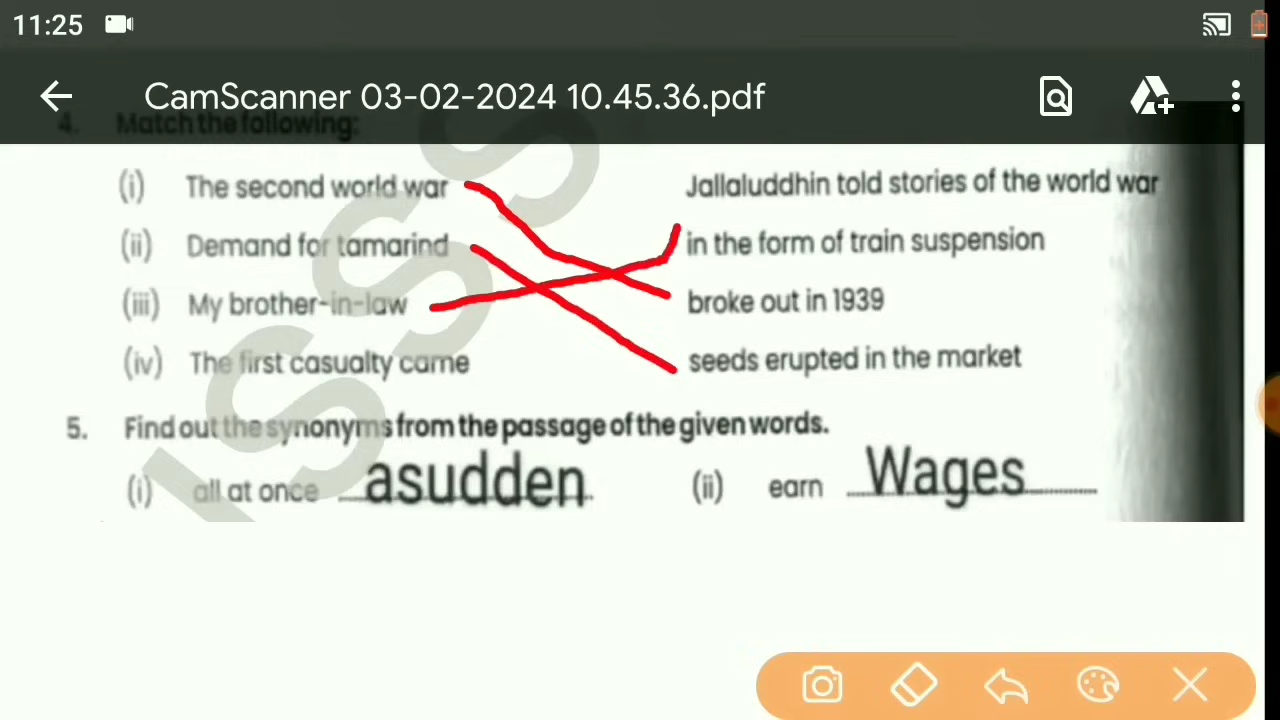 11:25
CamScanner 03-02-2024 10.45.36.pdf
4. Match the following:
(i) The second world war Jallaluddhin told stories of the world war
(ii) Demand for tamarind in the form of train suspension
(iii) My brother-in-law broke out in 1939
(iv) The first casualty came seeds erupted in the market
5. Find out the synonyms from the passage of the given words.
(i) all at once asudden (ii) earn Wages